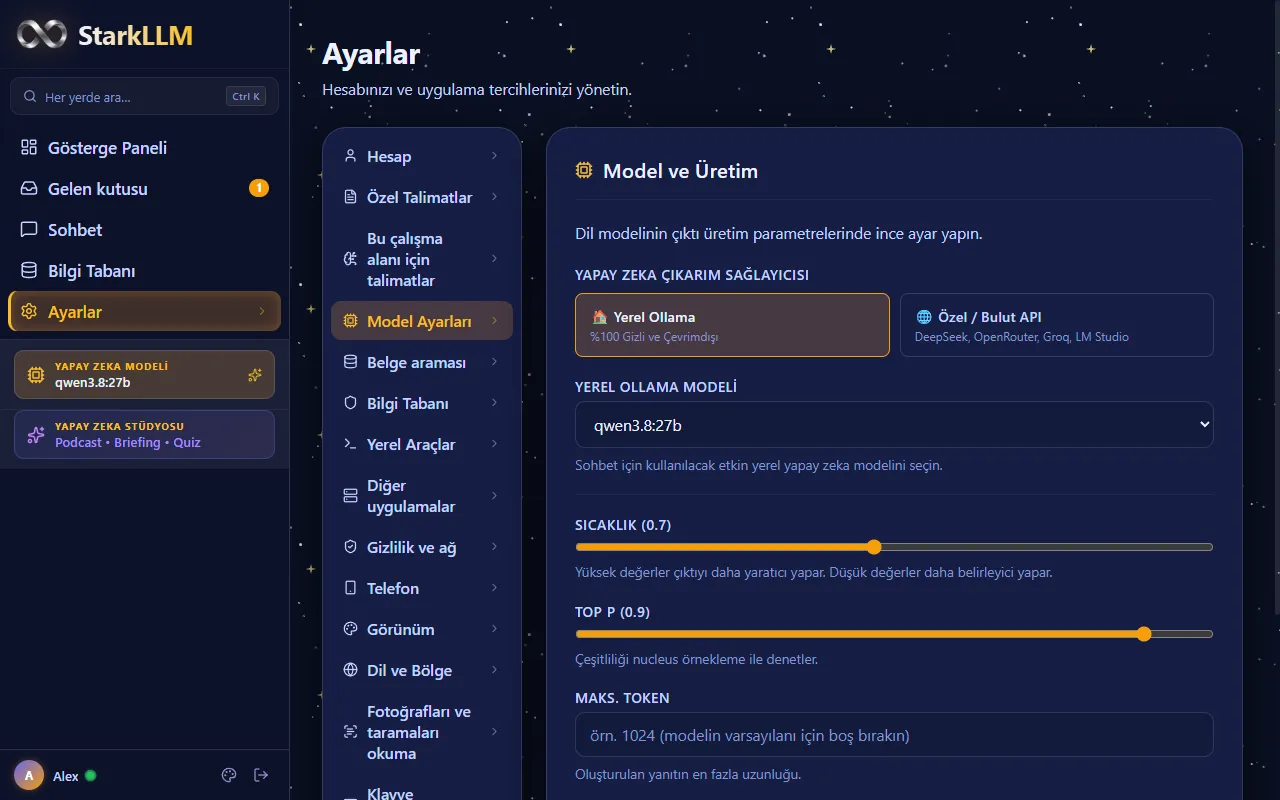 StarkLLM
Her yerde ara...
Ctrl K
Gösterge Paneli
Gelen kutusu
1
Sohbet
Bilgi Tabanı
Ayarlar
YAPAY ZEKA MODELİ
qwen3.8:27b
YAPAY ZEKA STÜDYOSU
Podcast • Briefing • Quiz
A
Alex
Ayarlar
Hesabınızı ve uygulama tercihlerinizi yönetin.
Hesap
Özel Talimatlar
Bu çalışma
alanı için
talimatlar
Model Ayarları
Belge araması
Bilgi Tabanı
Yerel Araçlar
Diğer
uygulamalar
Gizlilik ve ağ
Telefon
Görünüm
Dil ve Bölge
Fotoğrafları ve
taramaları
okuma
Klavye
Model ve Üretim
Dil modelinin çıktı üretim parametrelerinde ince ayar yapın.
YAPAY ZEKA ÇIKARIM SAĞLAYICISI
Yerel Ollama
%100 Gizli ve Çevrimdışı
Özel / Bulut API
DeepSeek, OpenRouter, Groq, LM Studio
YEREL OLLAMA MODELİ
qwen3.8:27b
Sohbet için kullanılacak etkin yerel yapay zeka modelini seçin.
SICAKLIK (0.7)
Yüksek değerler çıktıyı daha yaratıcı yapar. Düşük değerler daha belirleyici yapar.
TOP P (0.9)
Çeşitliliği nucleus örnekleme ile denetler.
MAKS. TOKEN
örn. 1024 (modelin varsayılanı için boş bırakın)
Oluşturulan yanıtın en fazla uzunluğu.